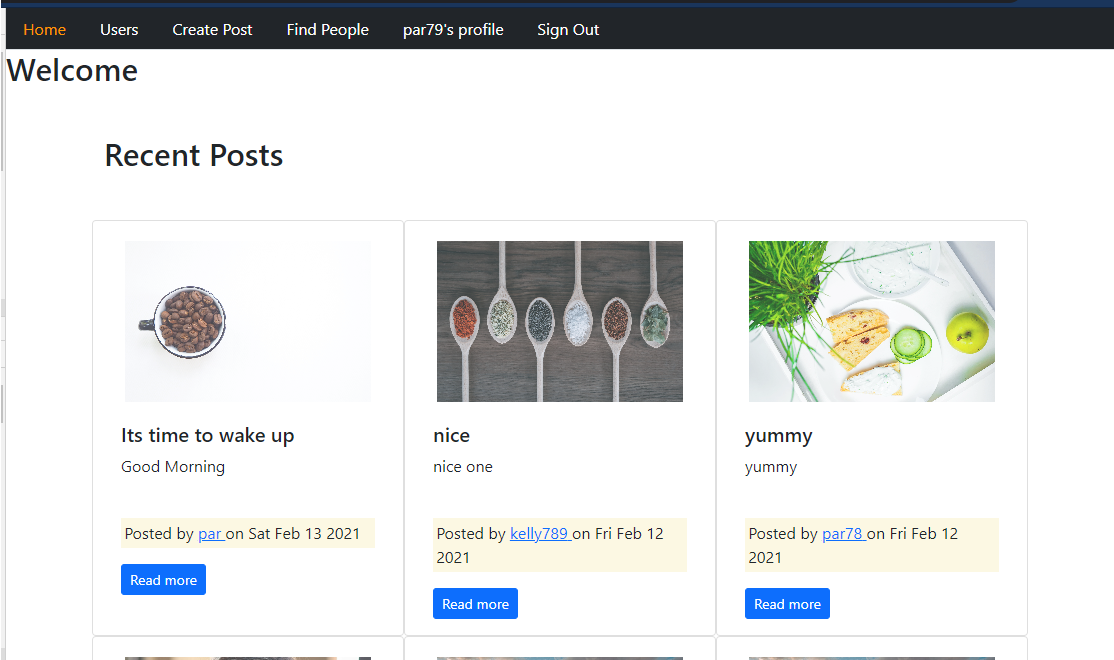 Home Users Create Post Find People par79's profile Sign Out
Welcome
Recent Posts
Its time to wake up
Good Morning
Posted by par on Sat Feb 13 2021
Read more
nice
nice one
Posted by kelly789 on Fri Feb 12
2021
Read more
yummy
yummy
Posted by par78 on Fri Feb 12
2021
Read more